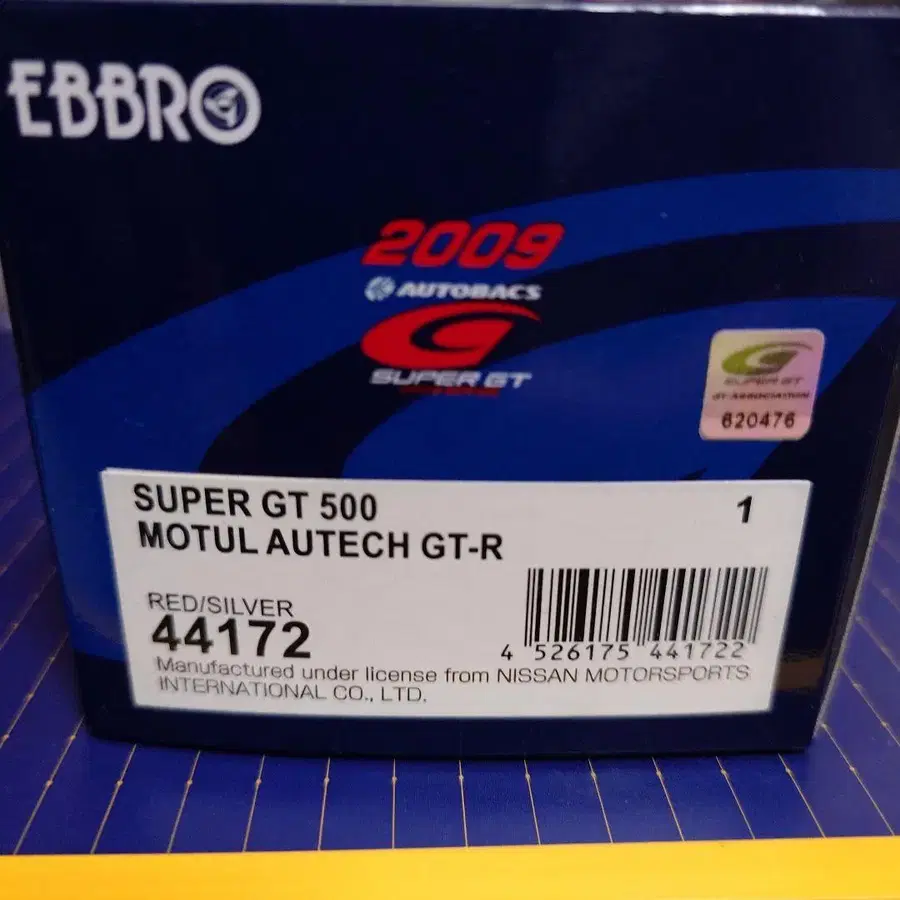 EBBRO
2009
AUTOBACS
SUPER GT
SUPER GT
GT-ASSOCIATION
620476
SUPER GT 500
1
MOTUL AUTECH GT-R
RED/SILVER
44172
4 526175 441722
Manufactured under license from NISSAN MOTORSPORTS
INTERNATIONAL CO., LTD.